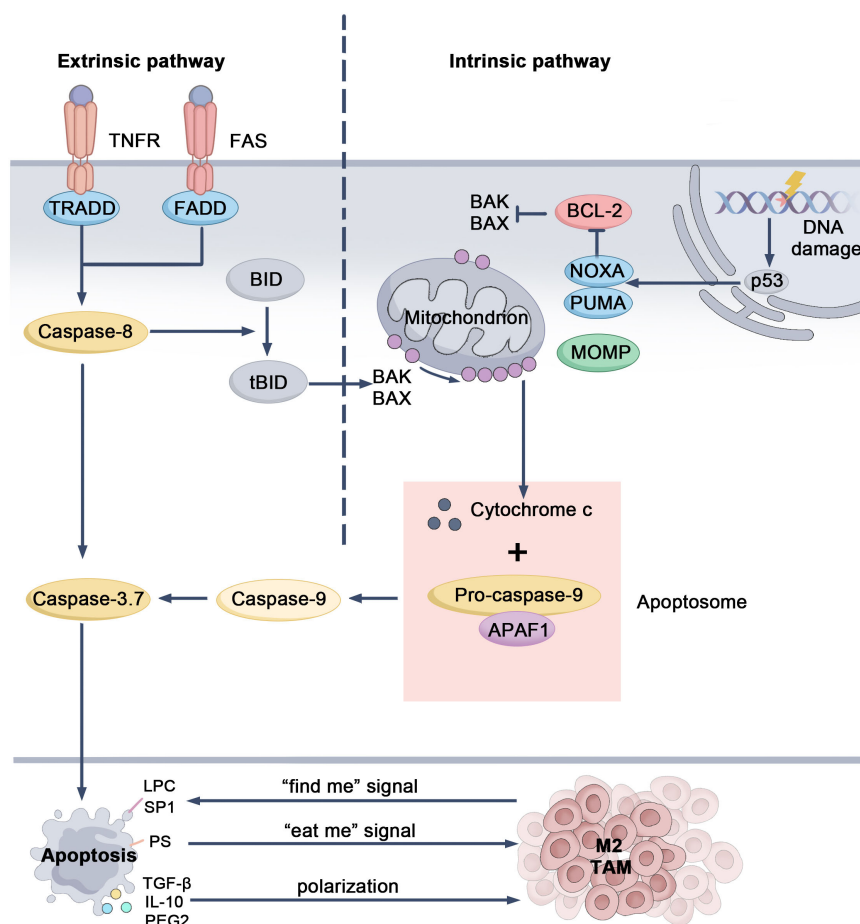 Extrinsic pathway
Intrinsic pathway
TNFR
FAS
TRADD
FADD
BID
Caspase-8
tBID
BAK
BAX
BCL-2
BAK
BAX
NOXA
PUMA
MOMP
Mitochondrion
DNA
damage
p53
Cytochrome c
+
Pro-caspase-9
APAF1
Apoptosome
Caspase-9
Caspase-3.7
LPC
SP1
"find me" signal
PS
"eat me" signal
Apoptosis
M2
TAM
TGF-β
IL-10
PEG2
polarization